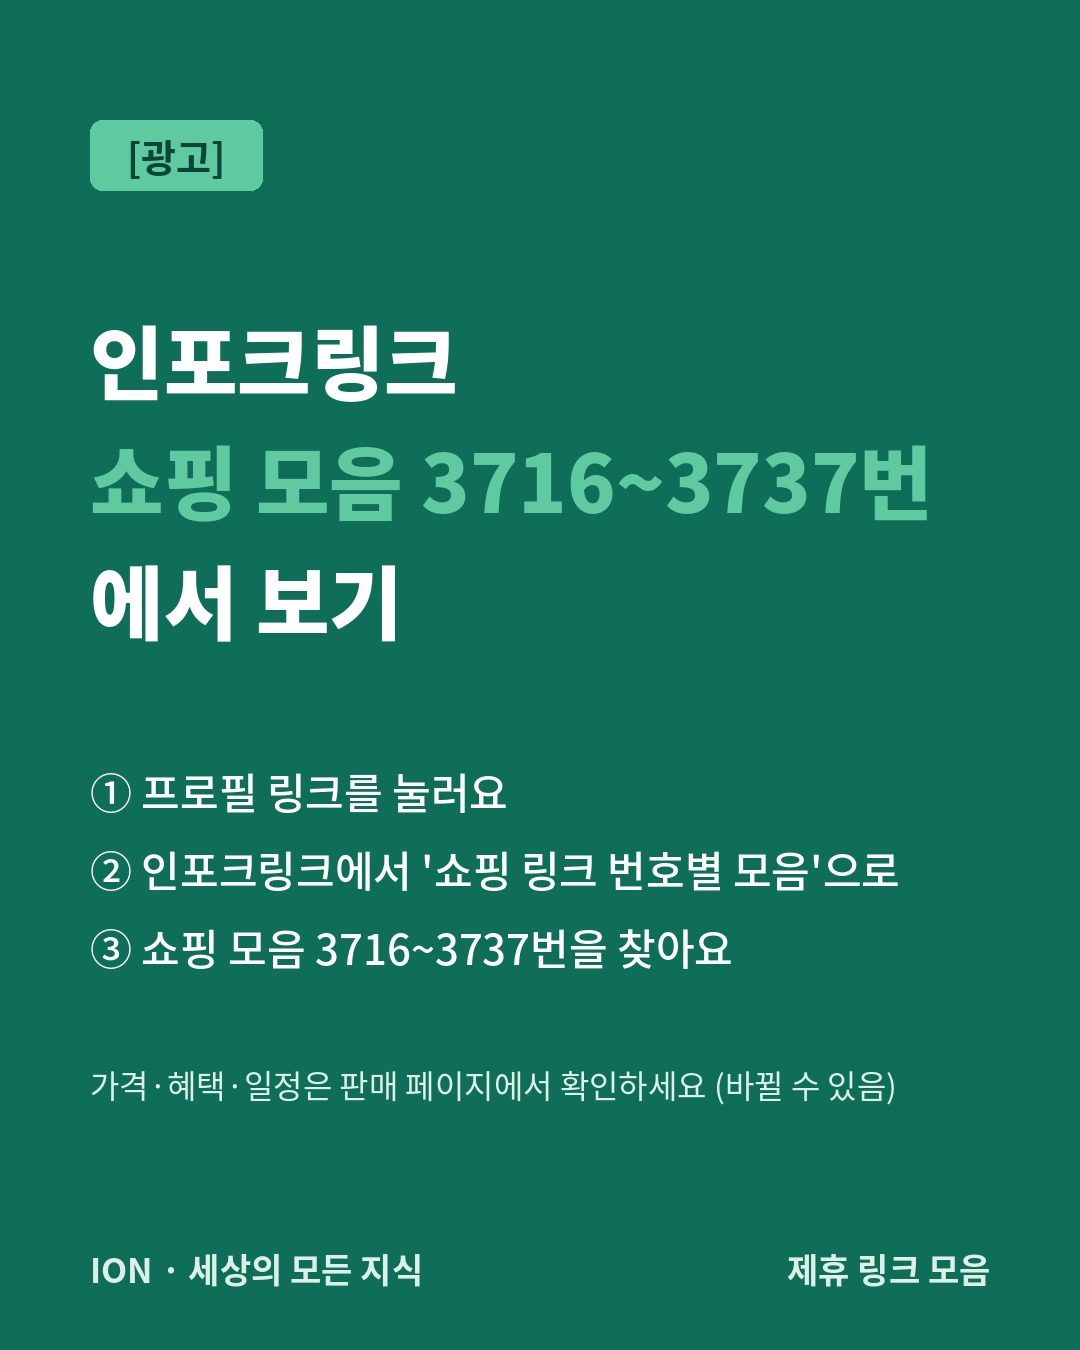 [광고]
인포크링크
쇼핑 모음 3716~3737번
에서 보기
① 프로필 링크를 눌러요
② 인포크링크에서 '쇼핑 링크 번호별 모음'으로
③ 쇼핑 모음 3716~3737번을 찾아요
가격·혜택·일정은 판매 페이지에서 확인하세요 (바뀔 수 있음)
ION · 세상의 모든 지식
제휴 링크 모음